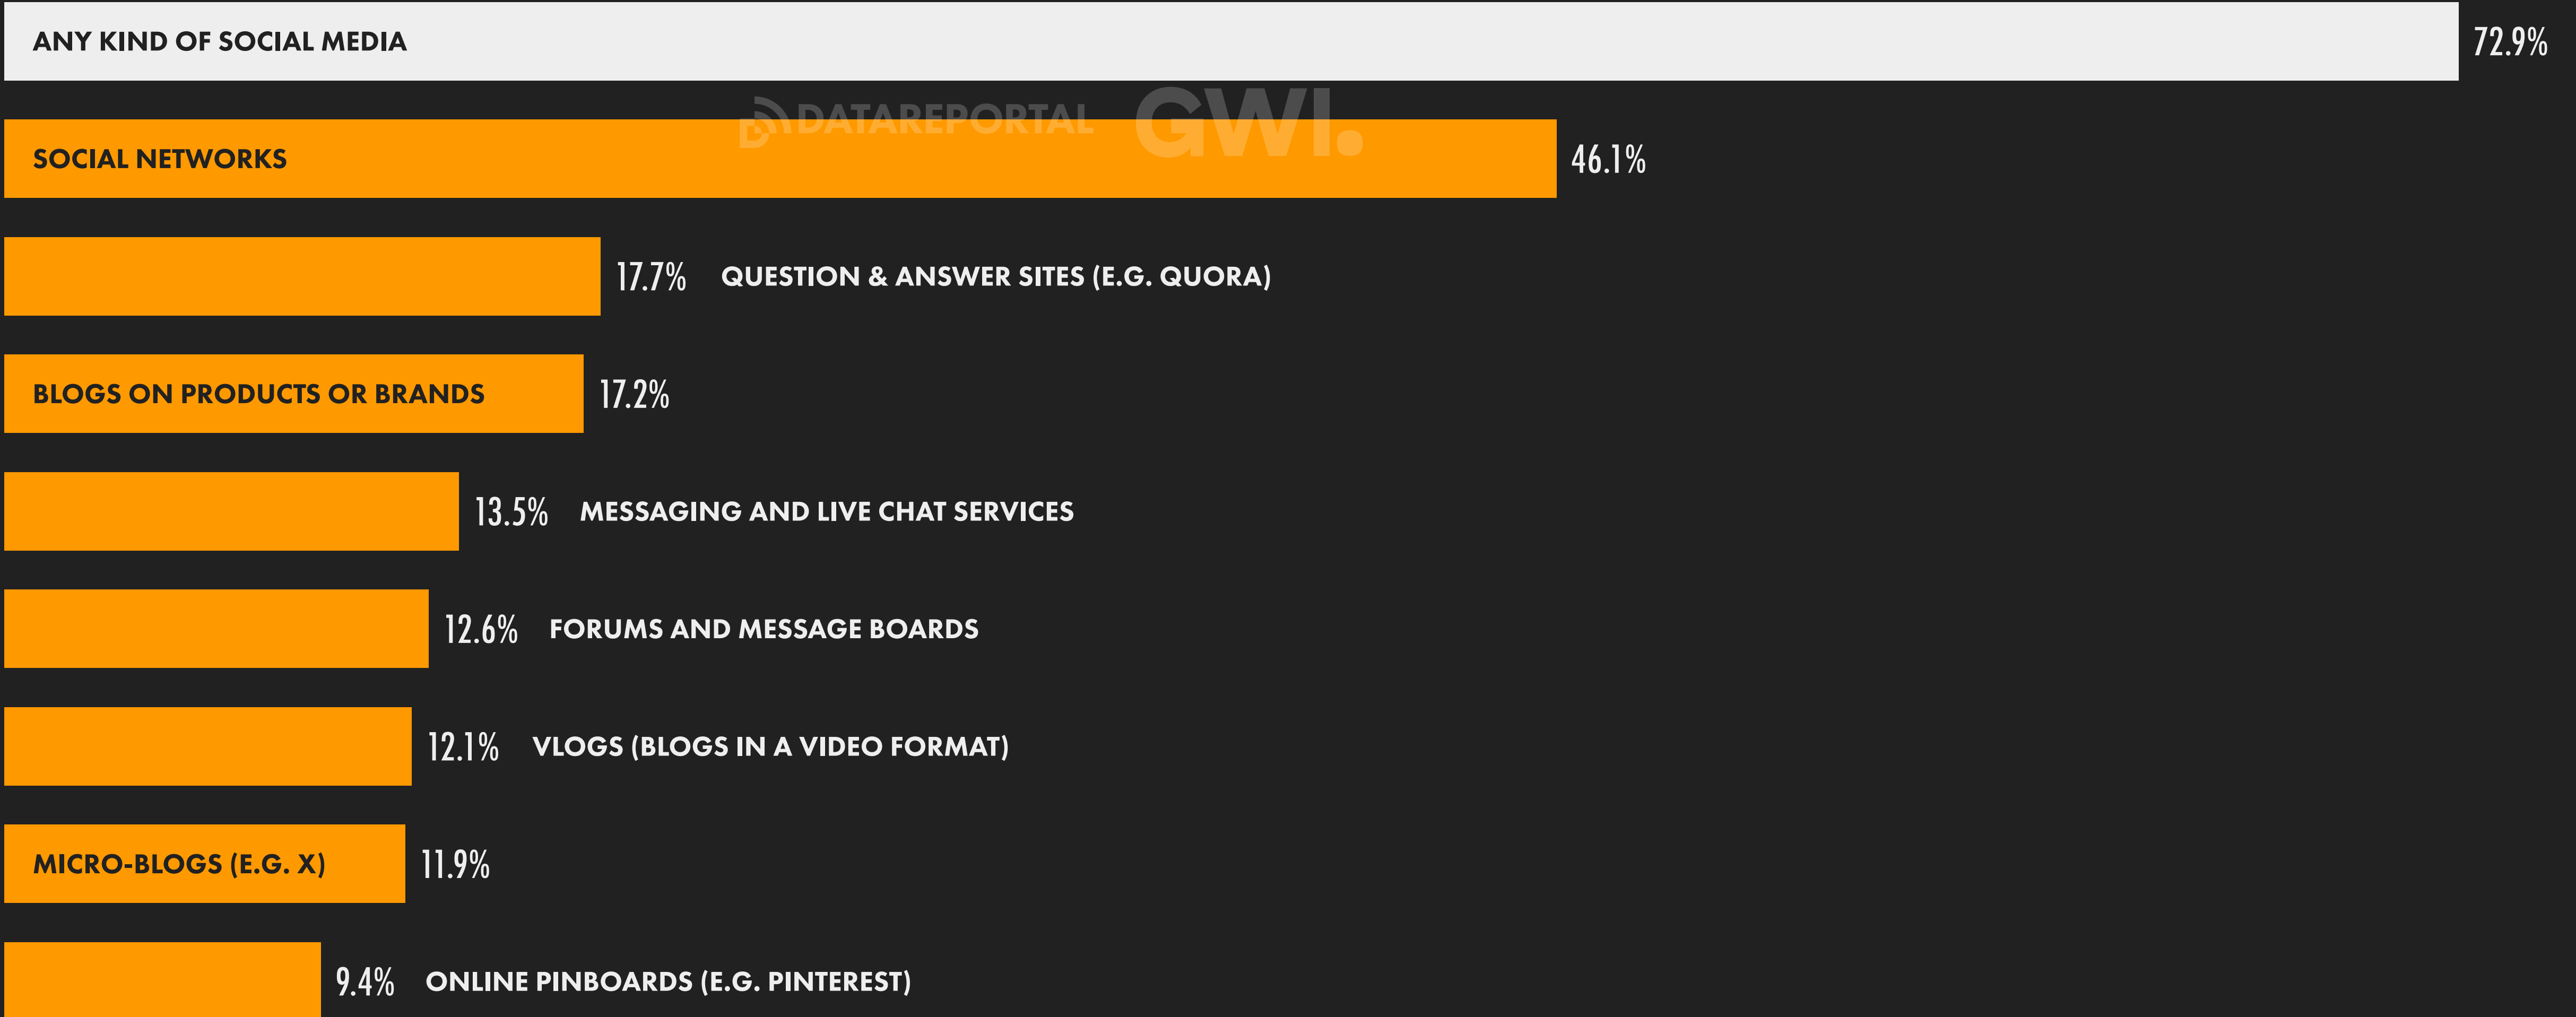 ANY KIND OF SOCIAL MEDIA 72.9%
DATAREPORTAL GWI.
SOCIAL NETWORKS 46.1%
17.7% QUESTION & ANSWER SITES (E.G. QUORA)
BLOGS ON PRODUCTS OR BRANDS 17.2%
13.5% MESSAGING AND LIVE CHAT SERVICES
12.6% FORUMS AND MESSAGE BOARDS
12.1% VLOGS (BLOGS IN A VIDEO FORMAT)
MICRO-BLOGS (E.G. X) 11.9%
9.4% ONLINE PINBOARDS (E.G. PINTEREST)